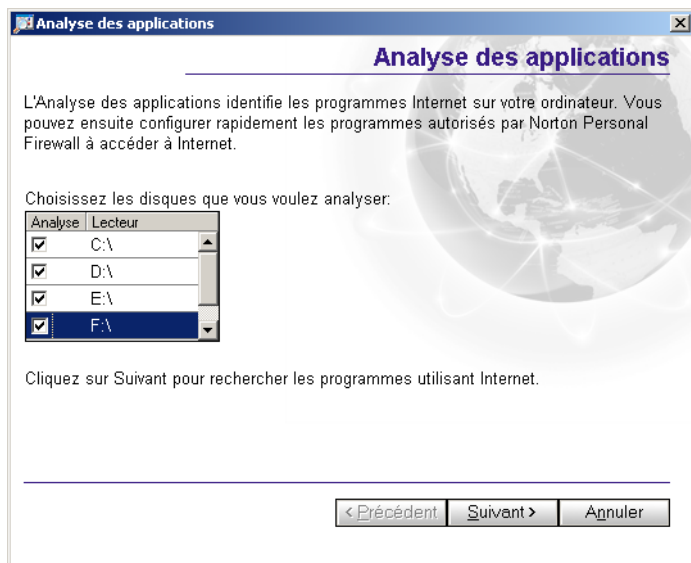 Analyse des applications
Analyse des applications
L'Analyse des applications identifie les programmes Internet sur votre ordinateur. Vous
pouvez ensuite configurer rapidement les programmes autorisés par Norton Personal
Firewall à accéder à Internet.
Choisissez les disques que vous voulez analyser:
Analyse Lecteur
C:\
D:\
E:\
F:\
Cliquez sur Suivant pour rechercher les programmes utilisant Internet.
< Précédent Suivant > Annuler